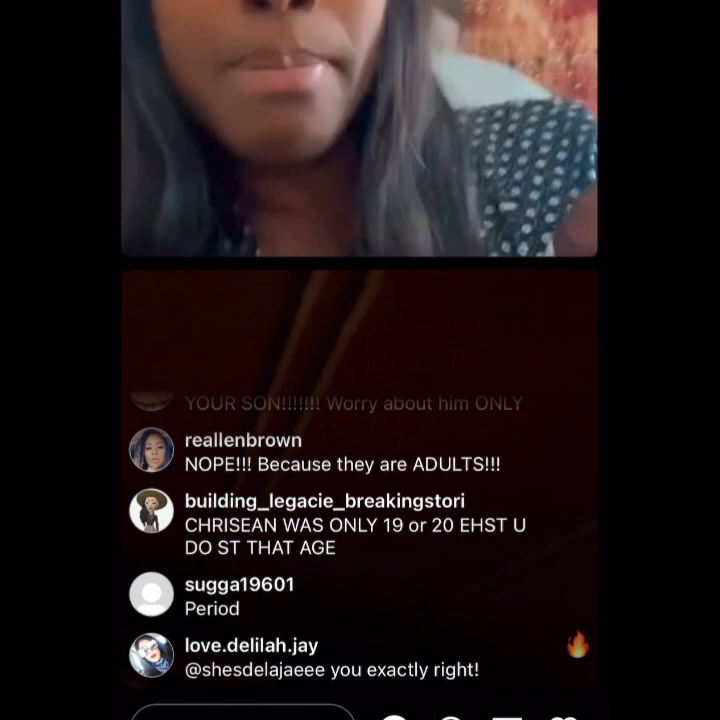 YOUR SON!!!!!!! Worry about him ONLY
reallenbrown
NOPE!!! Because they are ADULTS!!!
building_legacie_breakingstori
CHRISEAN WAS ONLY 19 or 20 EHST U
DO ST THAT AGE
sugga19601
Period
love.delilah.jay
@shesdelajaeee you exactly right!